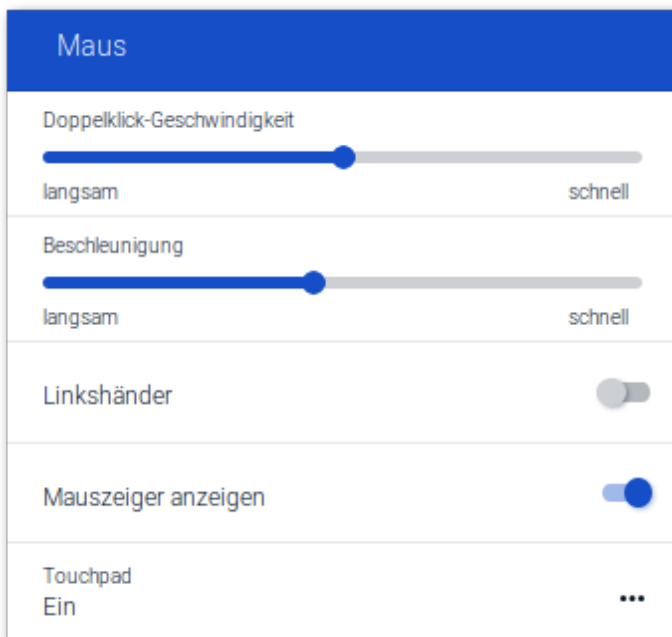 Maus
Doppelklick-Geschwindigkeit
langsam schnell
Beschleunigung
langsam schnell
Linkshänder
Mauszeiger anzeigen
Touchpad
Ein